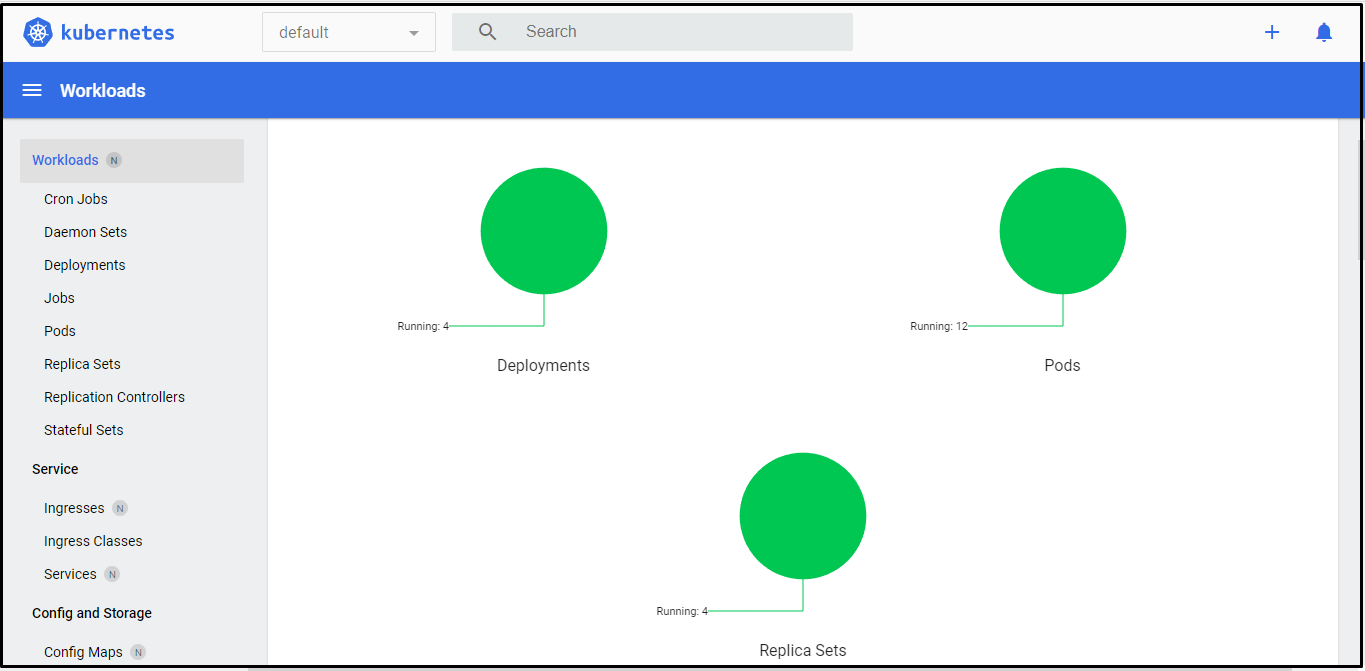 kubernetes
default
Search
Workloads
Workloads N
Cron Jobs
Daemon Sets
Deployments
Jobs
Pods
Replica Sets
Replication Controllers
Stateful Sets
Service
Ingresses N
Ingress Classes
Services N
Config and Storage
Config Maps N
Running: 4
Deployments
Running: 12
Pods
Running: 4
Replica Sets